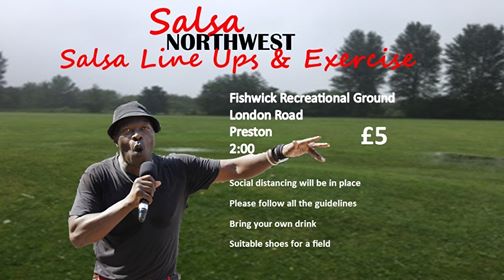 Salsa
NORTHWEST
Salsa Line Ups & Exercise
Fishwick Recreational Ground
London Road
Preston
2:00
£5
Social distancing will be in place
Please follow all the guidelines
Bring your own drink
Suitable shoes for a field